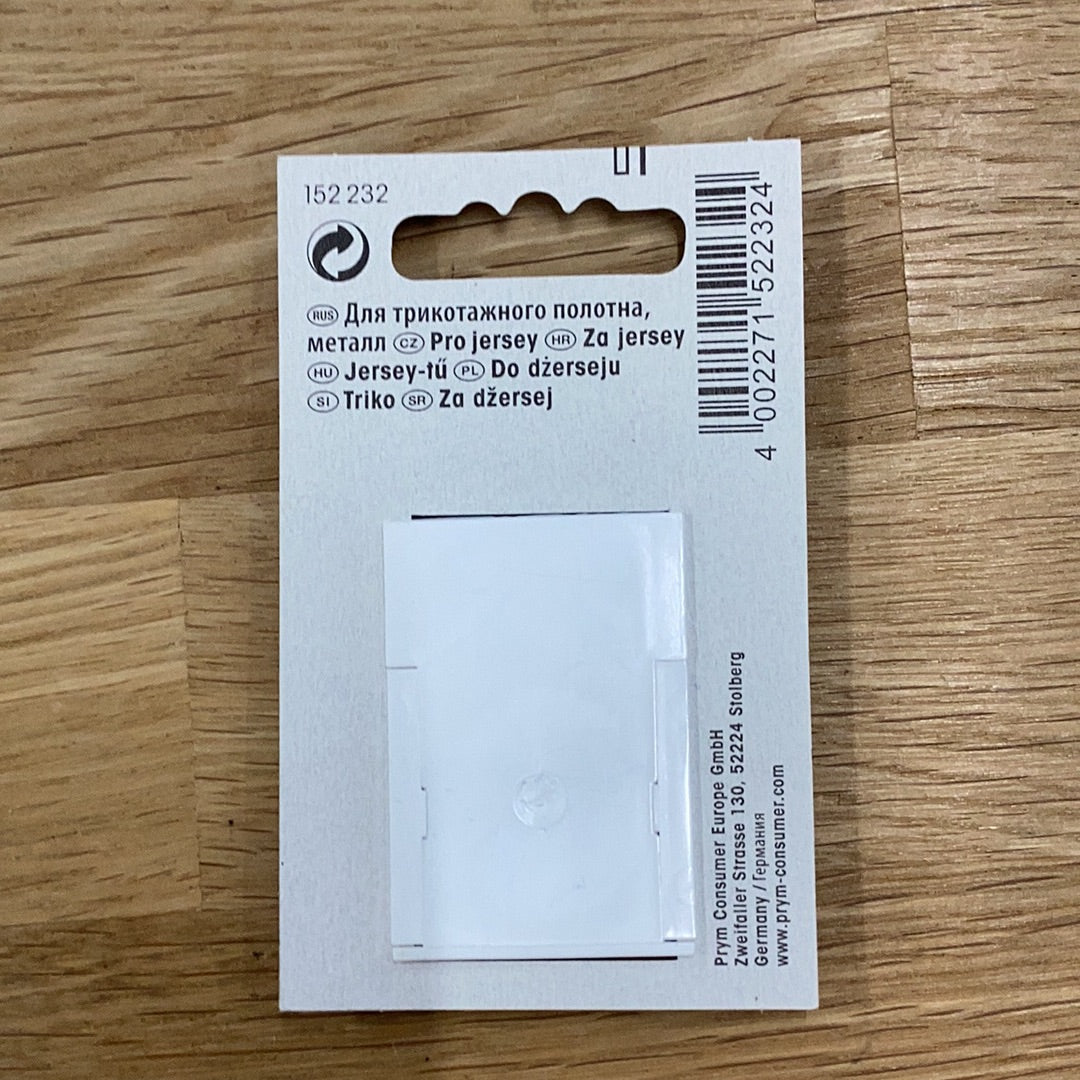 152 232
RUS Для трикотажного полотна,
металл CZ Pro jersey HR Za jersey
HU Jersey-tű PL Do dżerseju
SI Triko SR Za džersej
4 002271 522324
Prym Consumer Europe GmbH
Zweifaller Strasse 130, 52224 Stolberg
Germany / Германия
www.prym-consumer.com